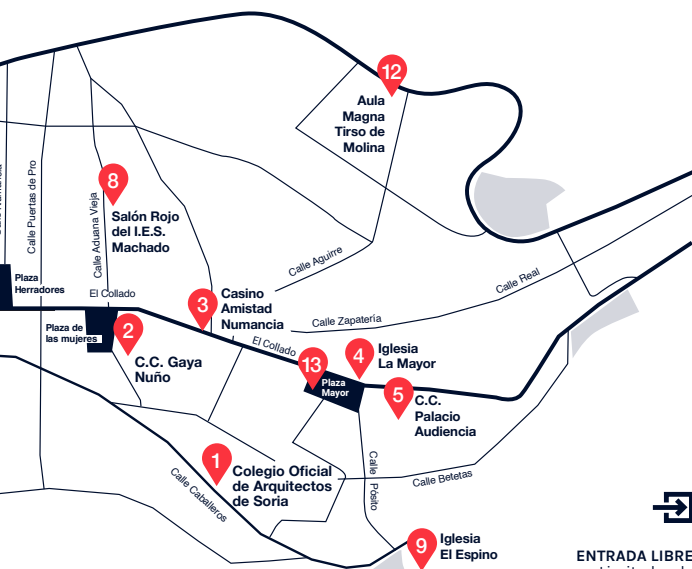 12
Aula
Magna
Tirso de
Molina
8
Salón Rojo
del I.E.S.
Machado
Calle Puertas de Pro
Calle Aduana Vieja
Calle Aguirre
Calle Real
Plaza
Herradores
El Collado
3
Casino
Amistad
Numancia
Calle Zapatería
Plaza de
las mujeres
2
C.C. Gaya
Nuño
El Collado
13
Plaza
Mayor
4
Iglesia
La Mayor
5
C.C.
Palacio
Audiencia
1
Colegio Oficial
de Arquitectos
de Soria
Calle Caballeros
Calle Pósito
Calle Betetas
9
Iglesia
El Espino
ENTRADA LIBRE